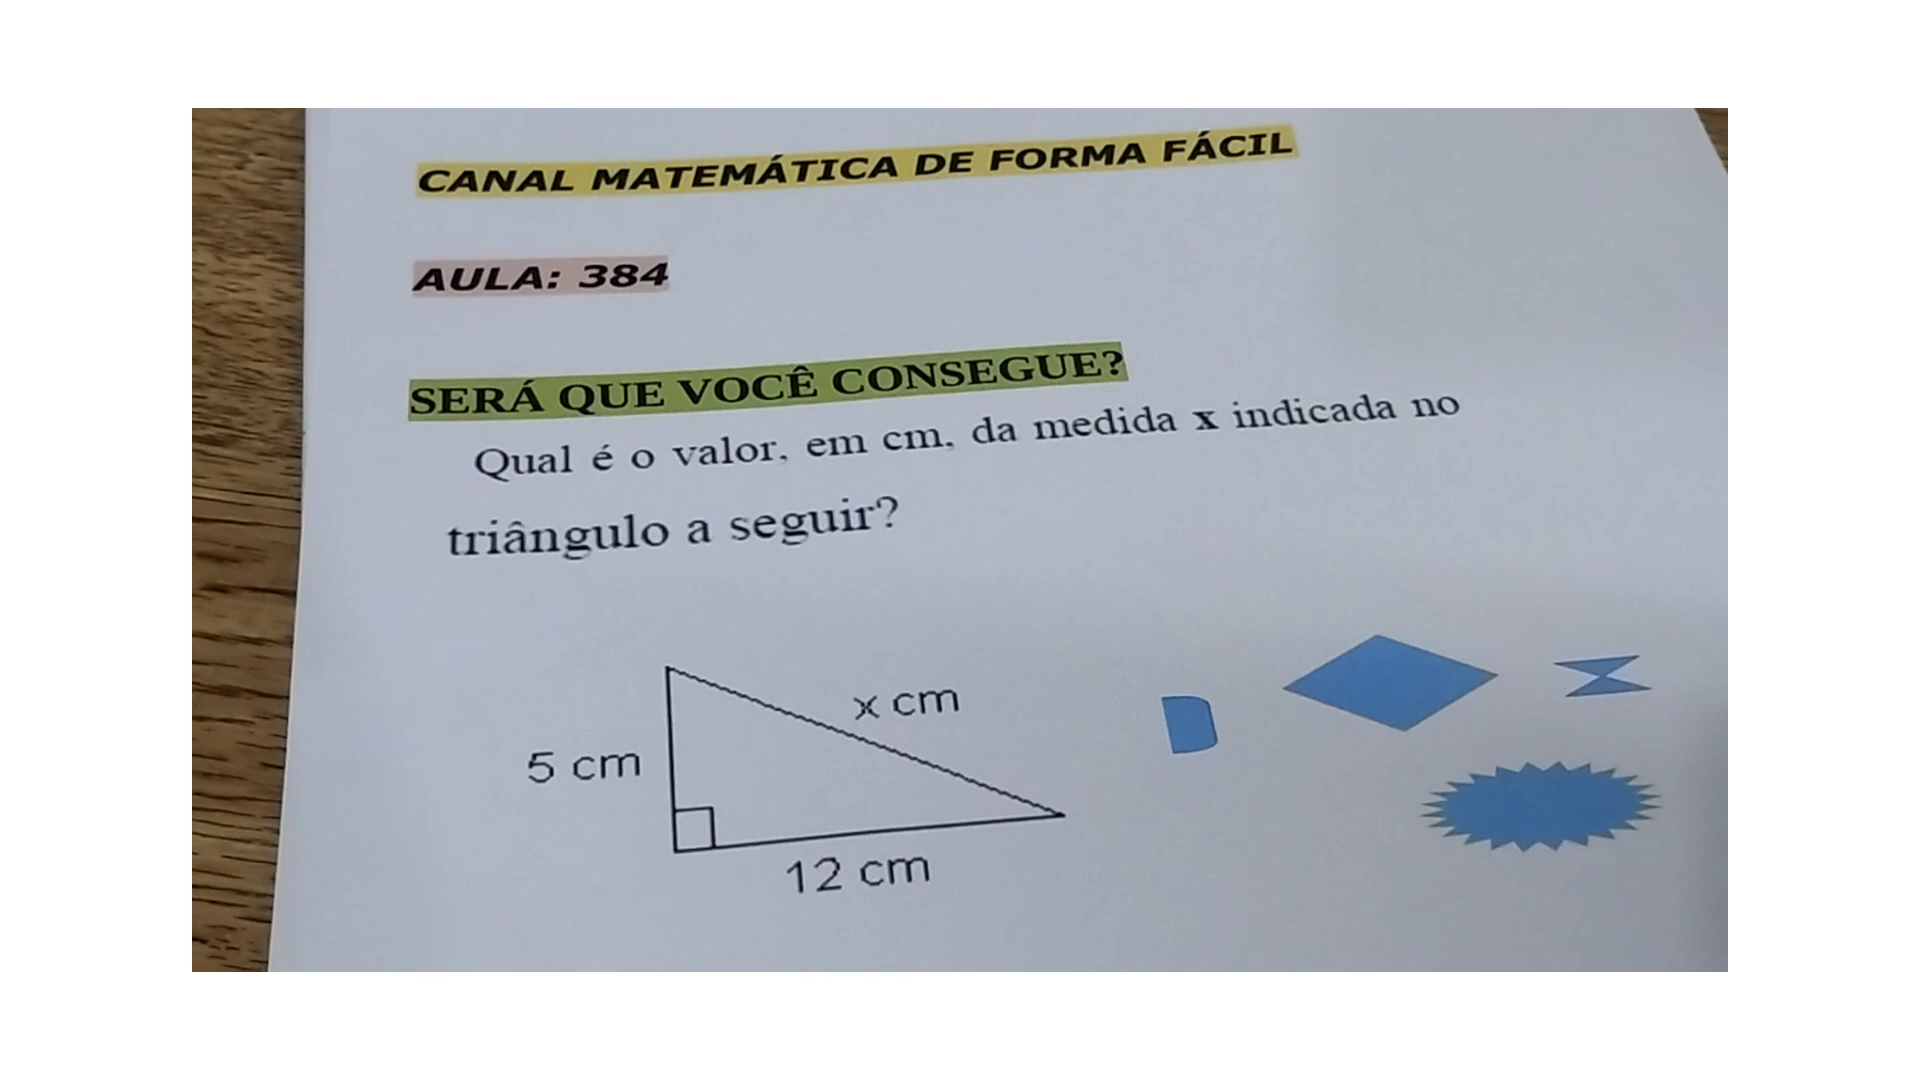 CANAL MATEMÁTICA DE FORMA FÁCIL
AULA: 384
SERÁ QUE VOCÊ CONSEGUE?
Qual é o valor, em cm, da medida x indicada no
triângulo a seguir?
x cm
5 cm
12 cm